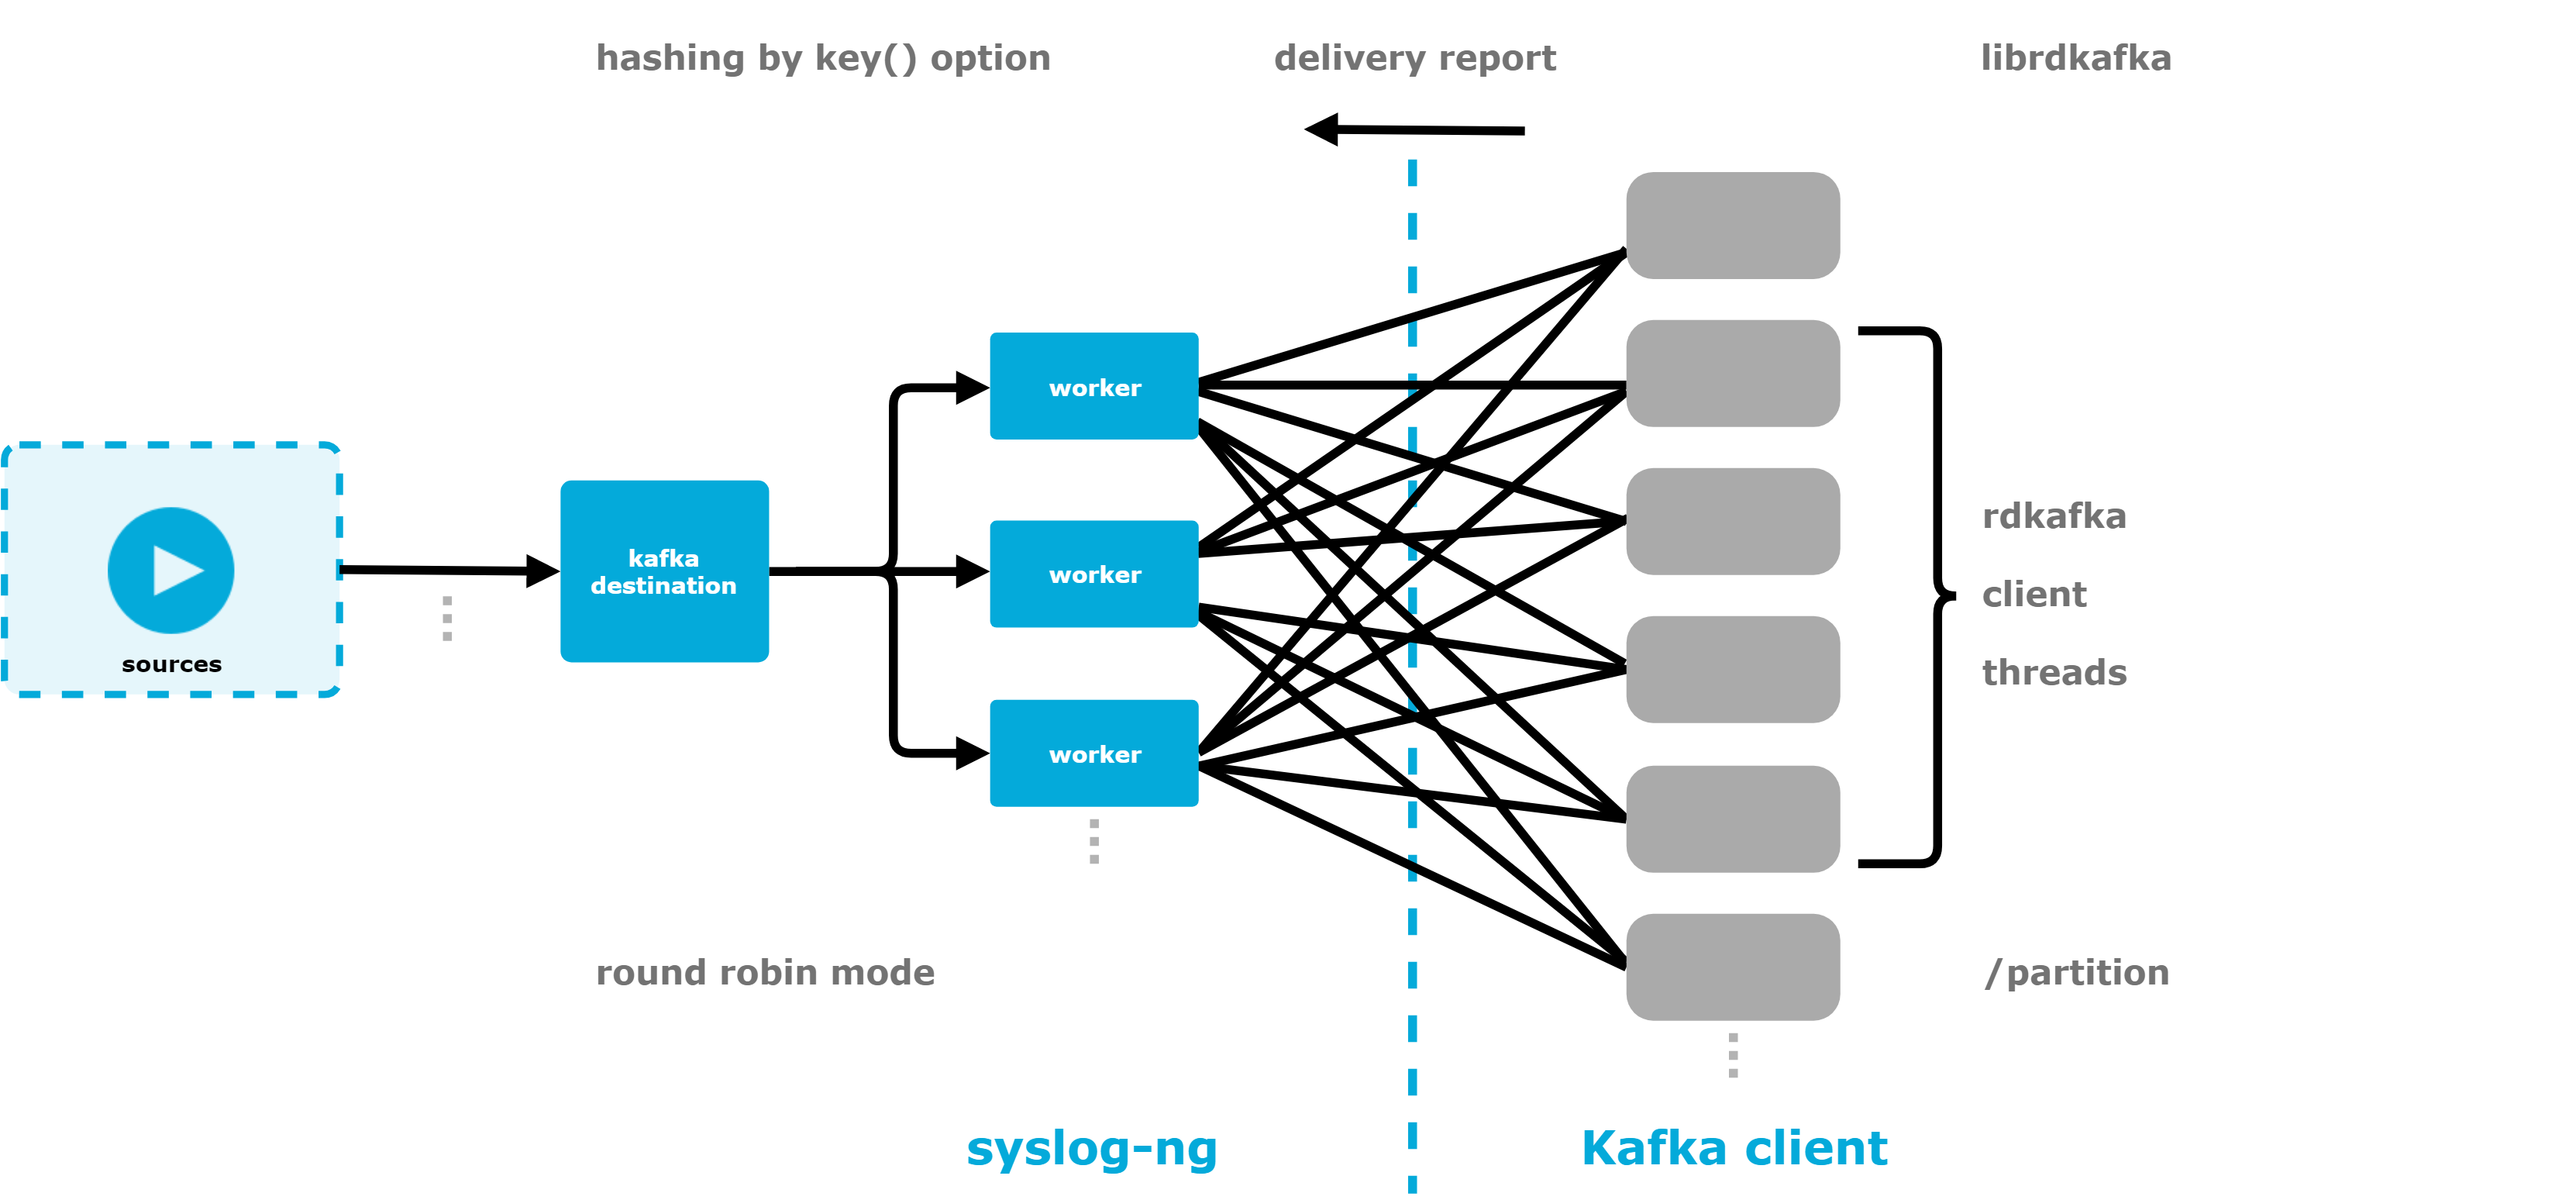 hashing by key() option
delivery report
librdkafka
worker
kafka
destination
worker
sources
worker
rdkafka
client
threads
round robin mode
/partition
syslog-ng
Kafka client